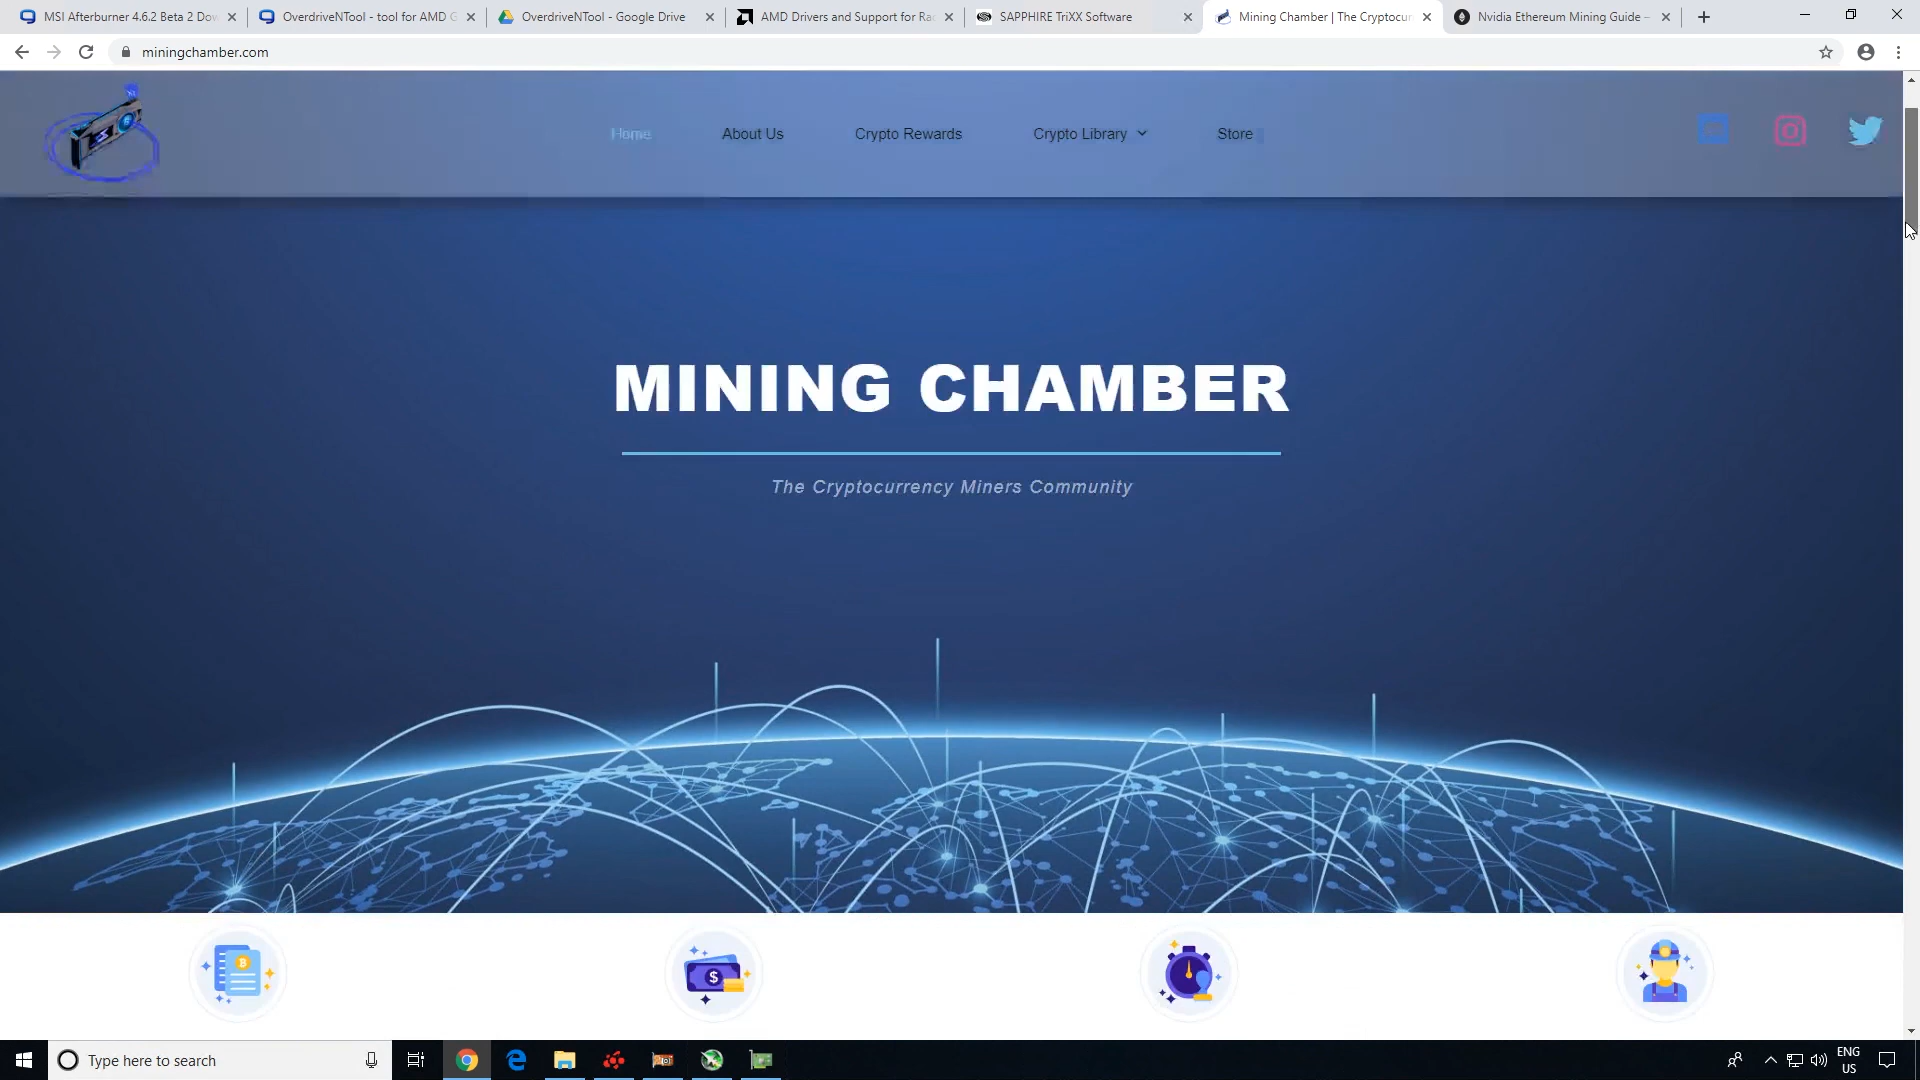 MSI Afterburner 4.6.2 Beta 2 Dow
OverdriveNTool - tool for AMD G
OverdriveNTool - Google Drive
AMD Drivers and Support for Ra
SAPPHIRE TriXX Software
Mining Chamber | The Cryptocur
Nvidia Ethereum Mining Guide -
miningchamber.com
Home
About Us
Crypto Rewards
Crypto Library
Store
MINING CHAMBER
The Cryptocurrency Miners Community
Type here to search
ENG
US